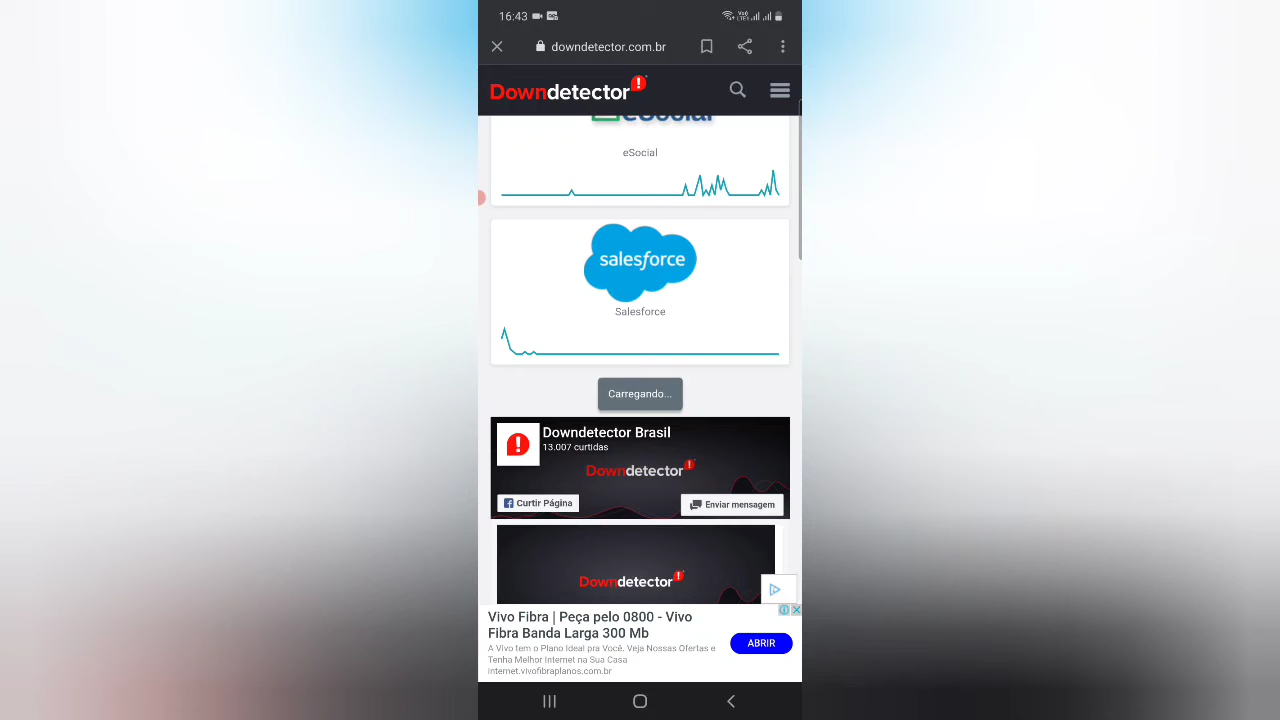 16:43
downdetector.com.br
Downdetector
eSocial
eSocial
salesforce
Salesforce
Carregando...
Downdetector Brasil
13.007 curtidas
Downdetector
Curtir Página
Enviar mensagem
Downdetector
Vivo Fibra | Peça pelo 0800 - Vivo
Fibra Banda Larga 300 Mb
ABRIR
A Vivo tem o Plano Ideal pra Você. Veja Nossas Ofertas e
Tenha Melhor Internet na Sua Casa
internet.vivofibraplanos.com.br